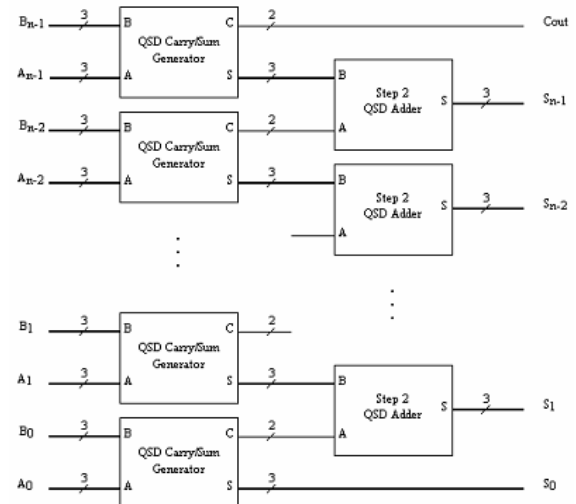 Bn-1 3 B C 2 Cout
QSD Carry/Sum
Generator
An-1 3 A S 3 B
Step 2
QSD Adder
S 3 Sn-1
Bn-2 3 B C 2 A
QSD Carry/Sum
Generator
An-2 3 A S 3 B
Step 2
QSD Adder
S 3 Sn-2
A
B1 3 B C 2
QSD Carry/Sum
Generator
A1 3 A S 3 B
Step 2
QSD Adder
S 3 S1
B0 3 B C 2 A
QSD Carry/Sum
Generator
A0 3 A S 3 S0